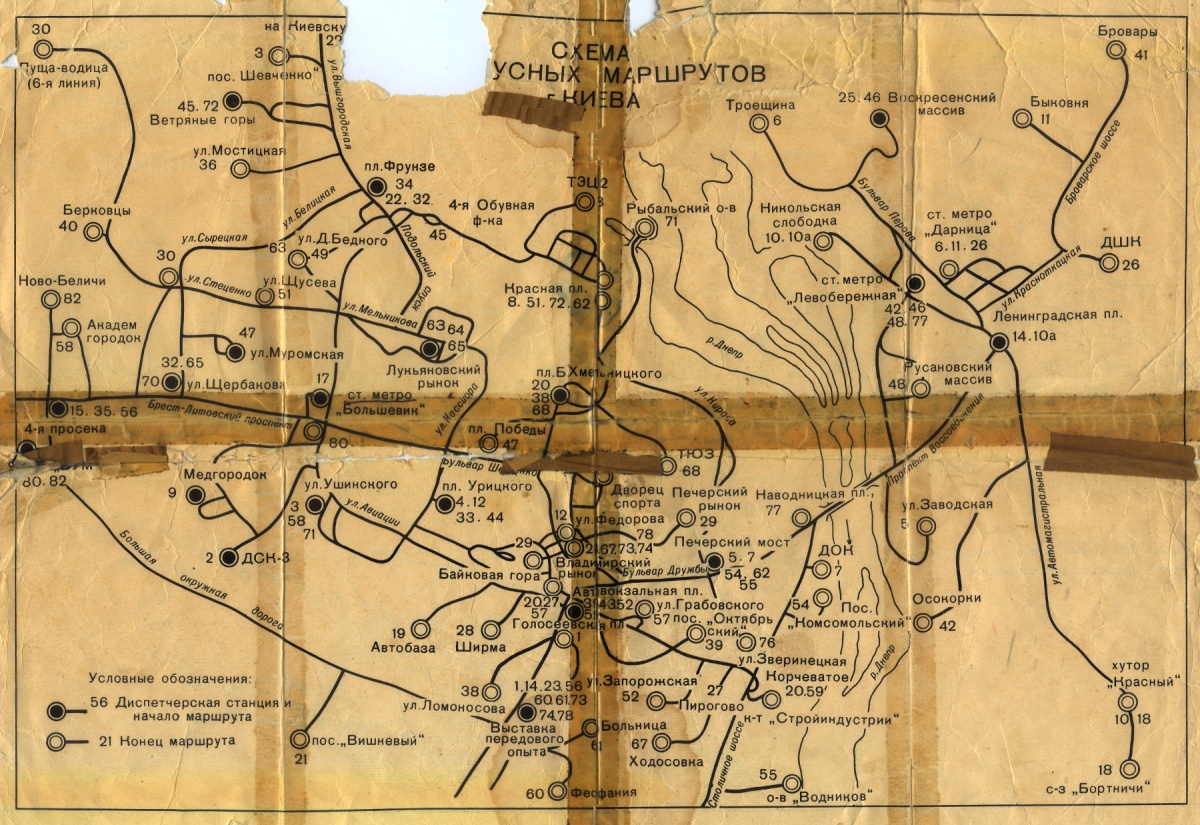 СХЕМА
УСНЫХ МАРШРУТОВ
г. КИЕВА
30
Пуща-водица
(6-я линия)
на Киевску
22
3
пос. Шевченко"
45. 72
Ветряные горы
ул. Вышгородская
ул. Мостицкая
36
пл. Фрунзе
34
22. 32
45
4-я Обувная
ф-ка
ТЭЦ2
8
Рыбальский о-в
71
Троещина
6
25. 46 Воскресенский
массив
Быковня
11
Бровары
41
Броварское шоссе
Бульвар Перова
Никольская
слободка
10. 10а
ст. метро
"Дарница"
6. 11. 26
ДШК
26
ул. Красноткацкая
Берковцы
40
ул. Сырецкая
ул. Белицкая
63
ул. Д. Бедного
49
Подольский
спуск
30
ул. Стеценко
ул. Щусева
51
ул. Мельникова
Красная пл.
8. 51. 72. 62
ст. метро
"Левобережная"
42. 46
48. 77
Ленинградская пл.
14. 10а
Ново-Беличи
82
Академ
городок
58
47
ул. Муромская
63 64
65
Лукьяновский
рынок
р. Днепр
Русановский
массив
48
32. 65
70
ул. Щербакова
17
ст. метро
"Большевик"
пл. Б. Хмельницкого
20
38
68
ул. Кирова
15. 35. 56
4-я просека
Брест-Литовский проспект
80.
ул. Коссиора
пл. Победы
47
Бульвар Ше
ТЮЗ
68
Проспект Воссоединения
80. 82
Медгородок
9
ул. Ушинского
3
58
71
ул. Авиации
пл. Урицкого
4. 12
33. 44
Дворец
спорта
Печерский
рынок
29
Наводницкая пл.
77
ул. Заводская
5
ул. Автомагистральная
12
ул. Федорова
78
2.1.67.73.74
Владимирский
рынок
Печерский мост
5. 7
54. 62
55
2
ДСН-3
29
Байковая гора
Бульвар Дружбы
ДОК
7
Большая
окружная
дорога
Автовокзальная пл.
20 27
57
Голосеевская пл.
1
ул. Грабовского
57
54
Пос.
"Комсомольский"
Осокорки
42
19
Автобаза
28
Ширма
пос. "Октябрь
ский"
39
76
ул. Зверинецкая
р. Днепр
38
ул. Ломоносова
1. 14. 23. 56
60. 61. 73
74. 78
Выставка
передового
опыта
ул. Запорожская
52
27
Пирогово
Корчеватое
20. 59
к-т "Стройиндустрии"
хутор
"Красный"
10 18
Условные обозначения:
56 Диспетчерская станция и
начало маршрута
21 Конец маршрута
пос. "Вишневый"
21
Больница
61
67
Ходосовка
60
Феофания
Столичное шоссе
55
о-в "Водников"
18
с-з "Бортничи"